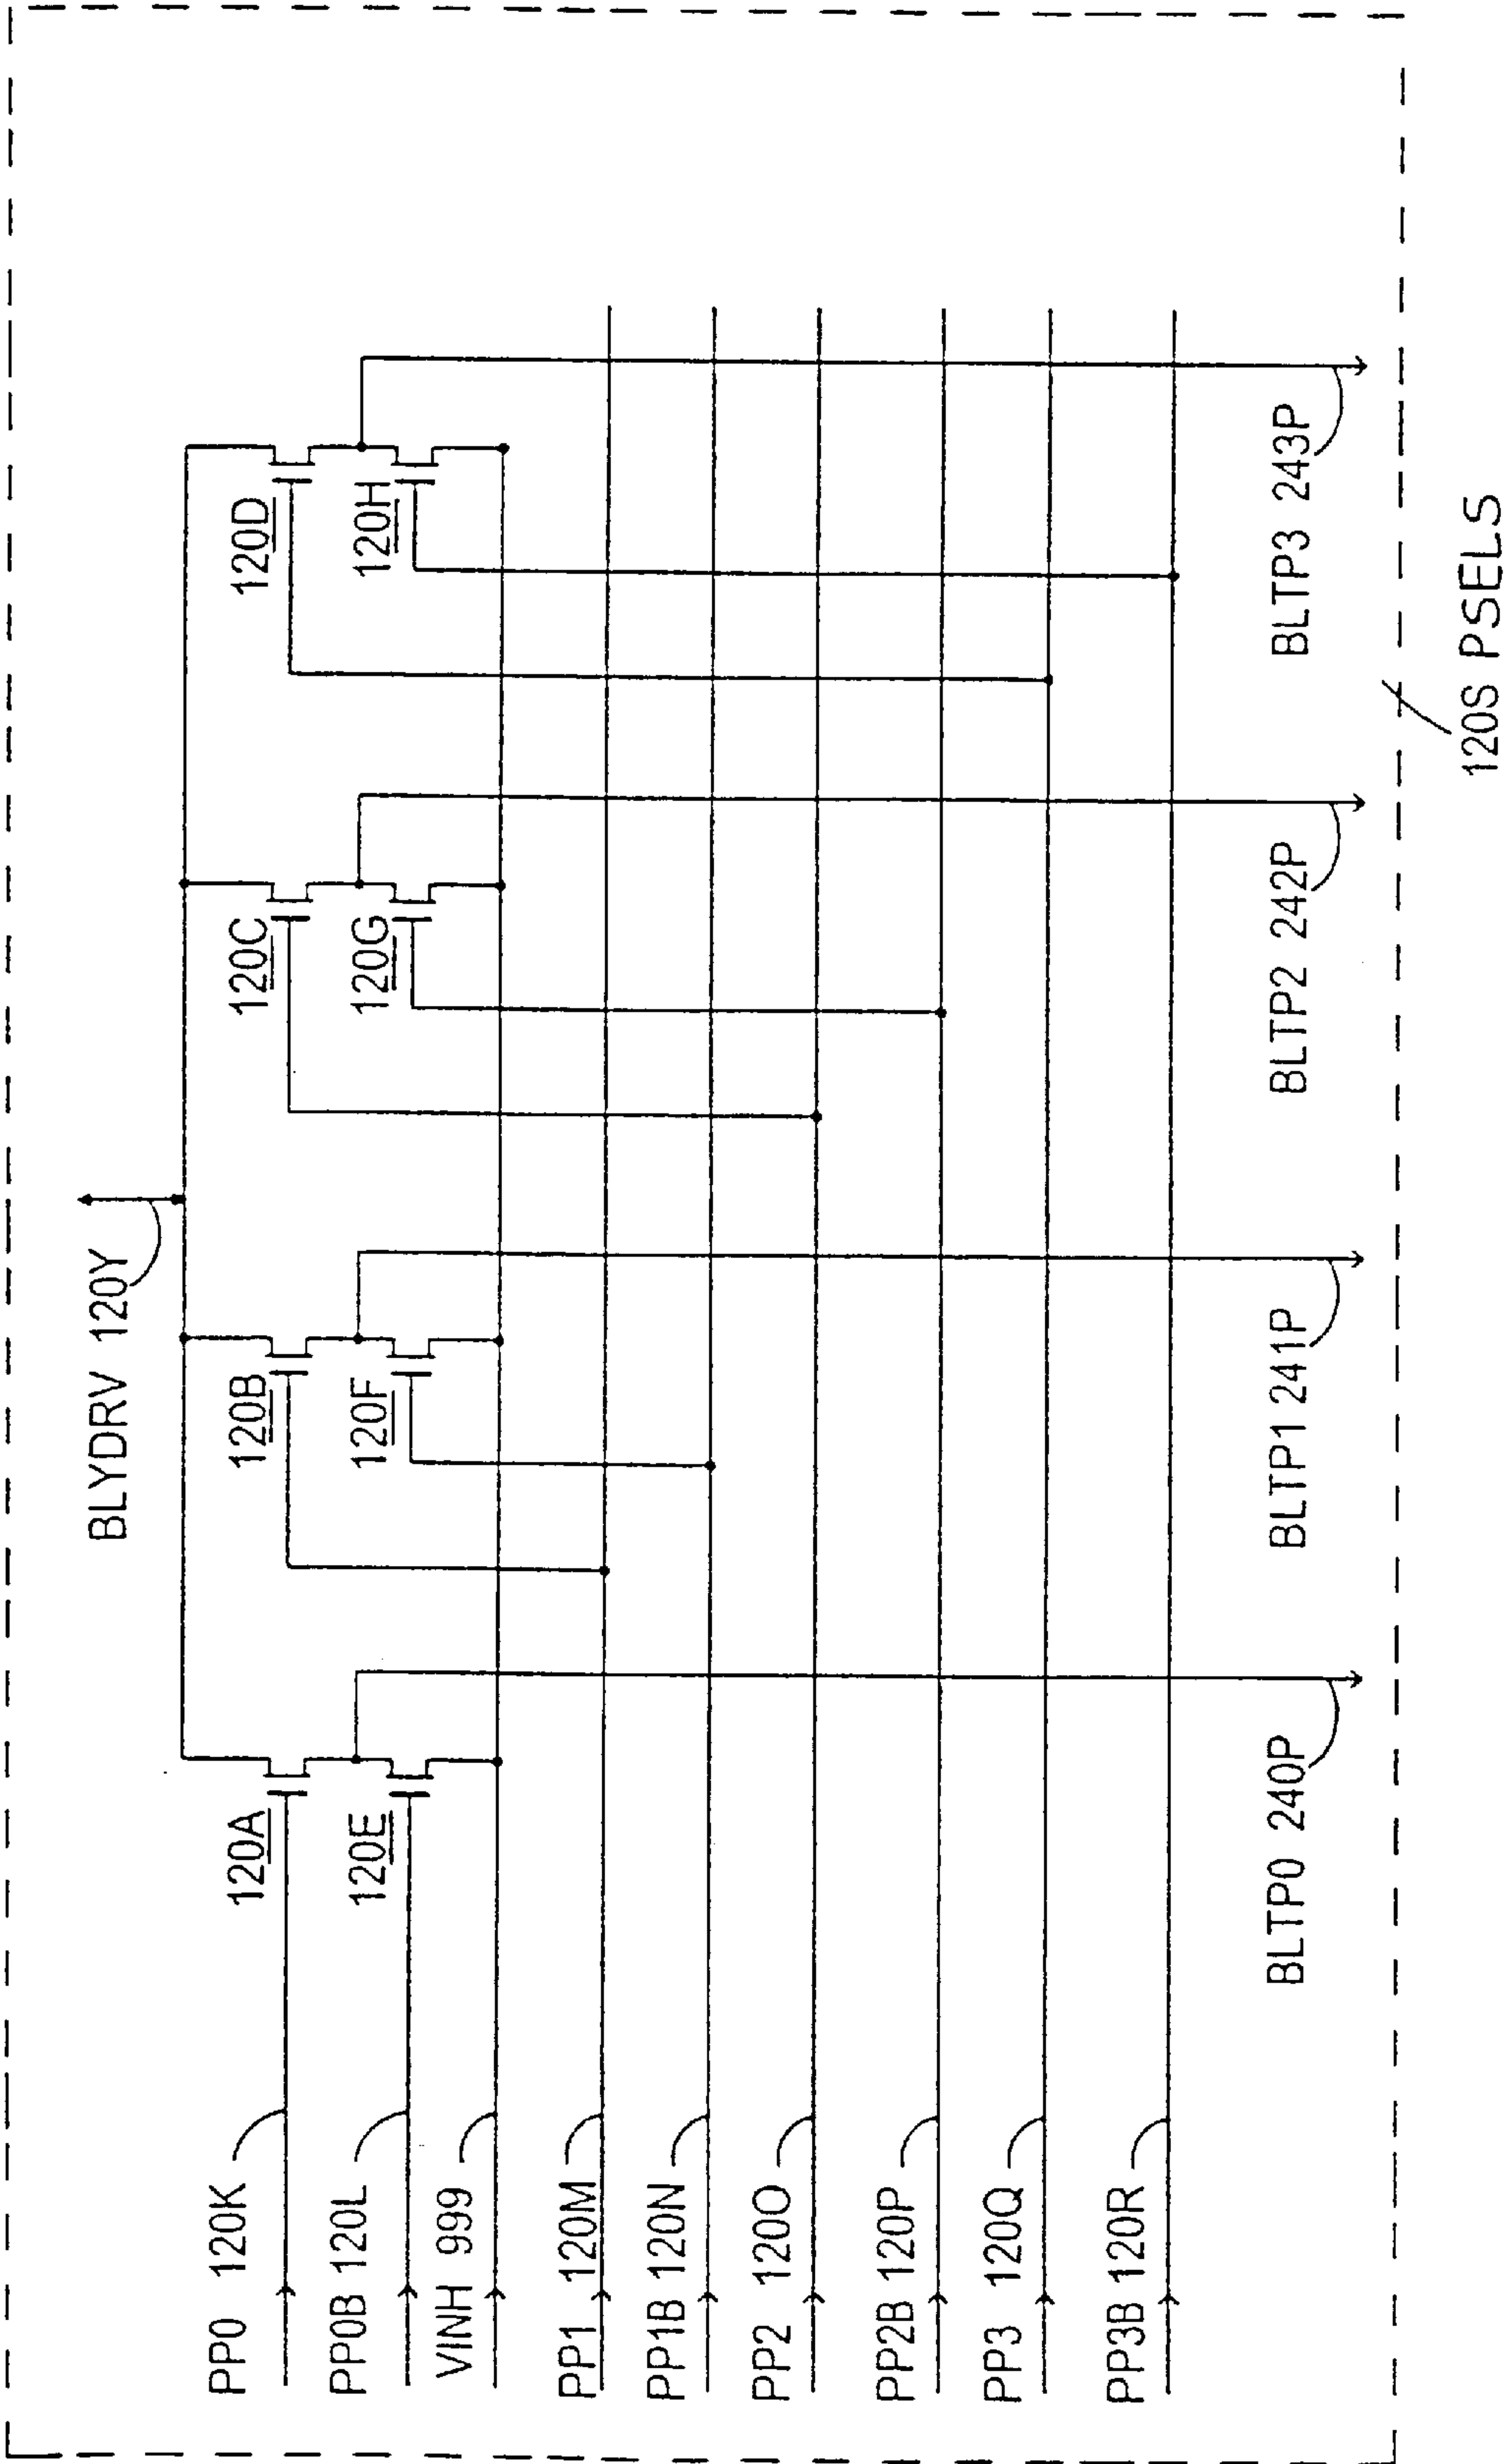 BLYDRV 120Y
120A
120B
120C
120D
120E
120F
120G
120H
PP0 120K
PP0B 120L
VINH 999
PP1 120M
PP1B 120N
PP2 120O
PP2B 120P
PP3 120Q
PP3B 120R
BLTP0 240P
BLTP1 241P
BLTP2 242P
BLTP3 243P
120S PSELS